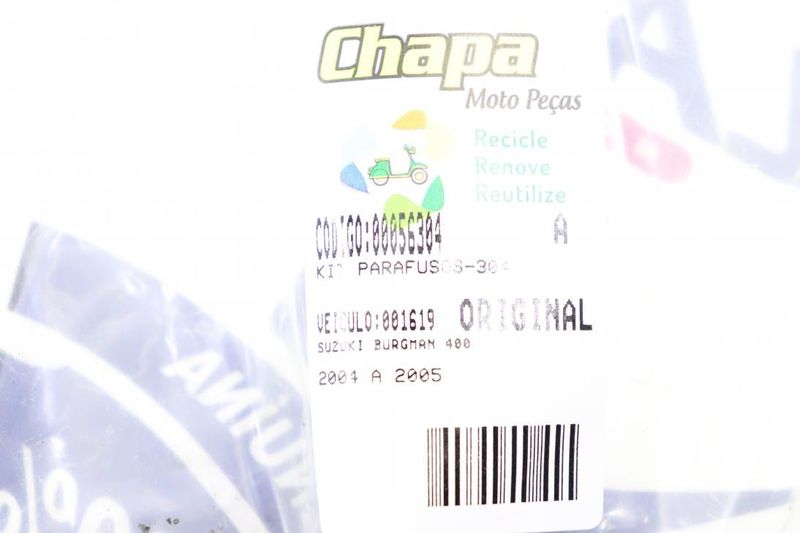 Chapa
Moto Peças
Recicle
Renove
Reutilize
CODIGO:00056304 A
KIT PARAFUSOS-304
VEICULO:001619 ORIGINAL
SUZUKI BURGMAN 400
2004 A 2005